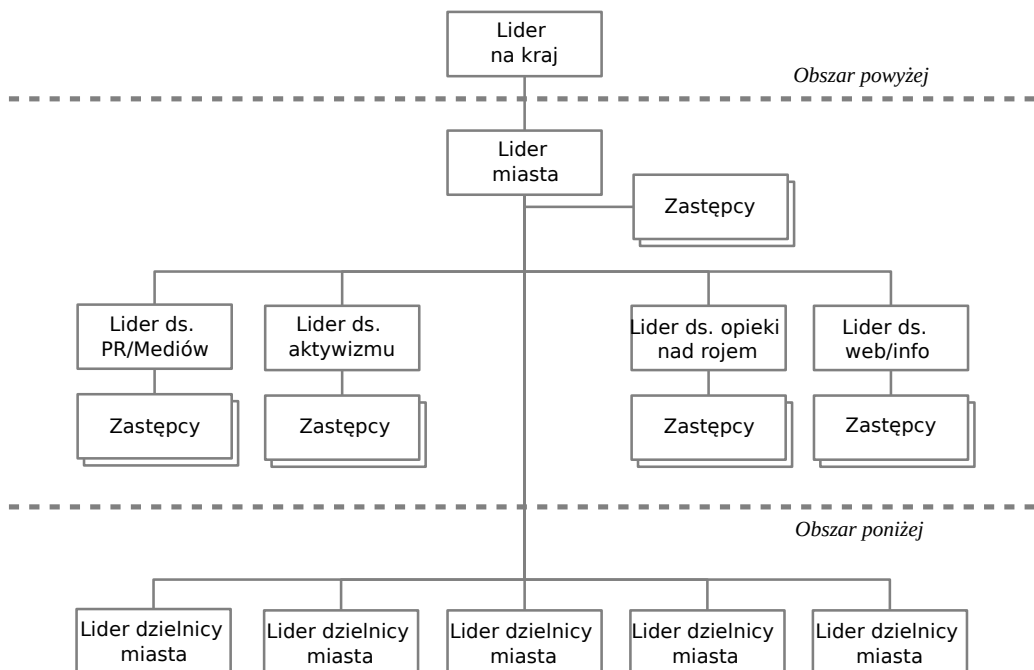 Lider
na kraj
Obszar powyżej
Lider
miasta
Zastępcy
Lider ds.
PR/Mediów
Lider ds.
aktywizmu
Lider ds. opieki
nad rojem
Lider ds.
web/info
Zastępcy
Zastępcy
Zastępcy
Zastępcy
Obszar poniżej
Lider dzielnicy
miasta
Lider dzielnicy
miasta
Lider dzielnicy
miasta
Lider dzielnicy
miasta
Lider dzielnicy
miasta